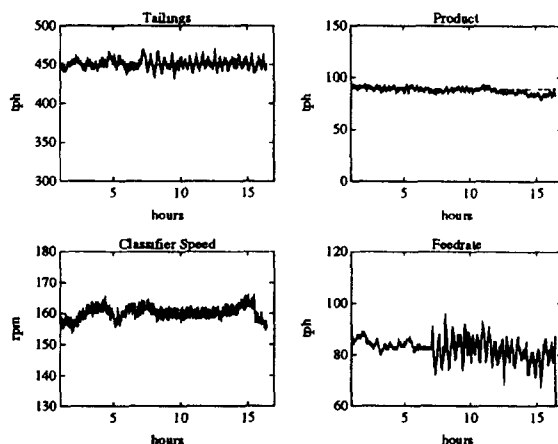 Tailings
500
450
400
350
300
tph
5
10
15
hours
Product
150
100
50
0
tph
5
10
15
hours
Classifier Speed
180
170
160
150
140
130
rpm
5
10
15
hours
Feedrate
120
100
80
60
tph
5
10
15
hours